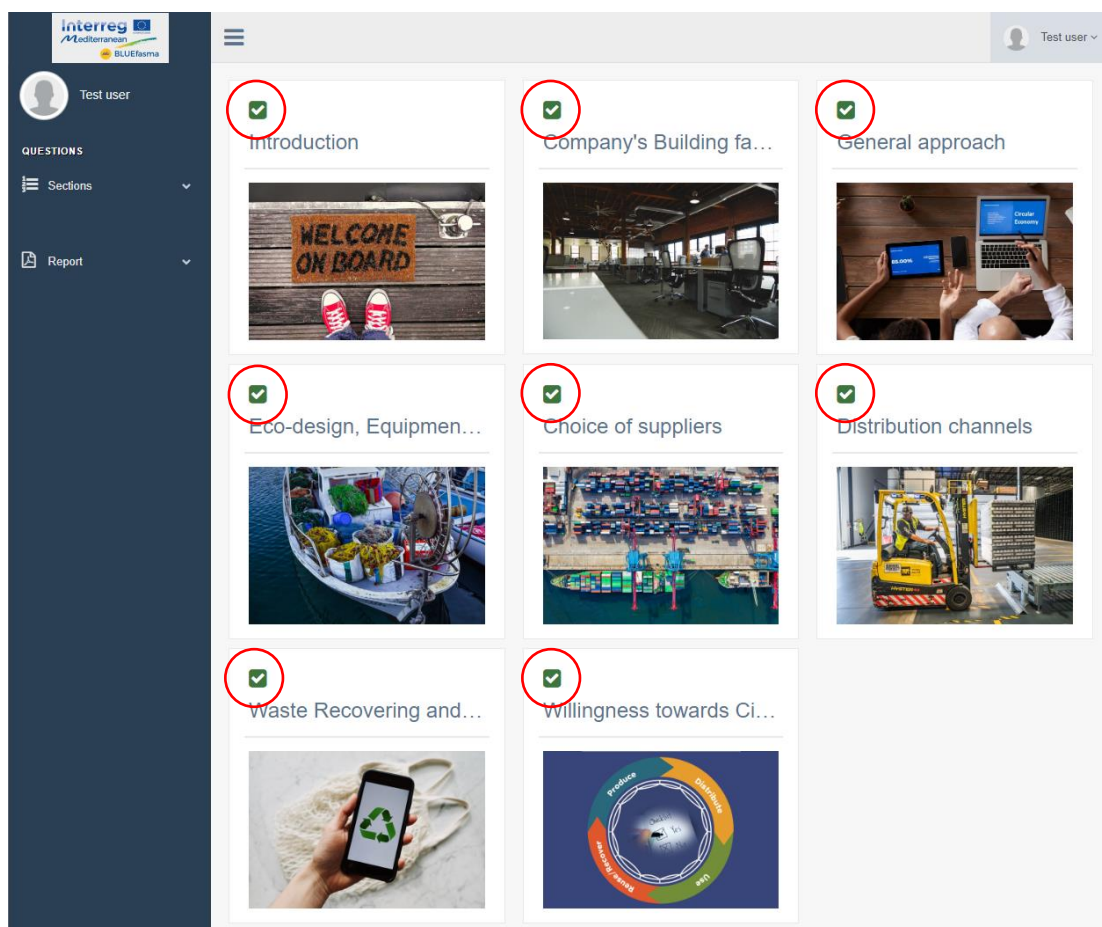 Interreg
Mediterranean
BLUEfasma
Test user
Test user
QUESTIONS
Sections
Report
Introduction
Company's Building fa...
General approach
WELCOME
ON BOARD
Circular
Economy
Eco-design, Equipmen...
Choice of suppliers
Distribution channels
HYSTER
Waste Recovering and...
Willingness towards Ci...
Produce
Distribute
Use
Reuse/Recover
Yes